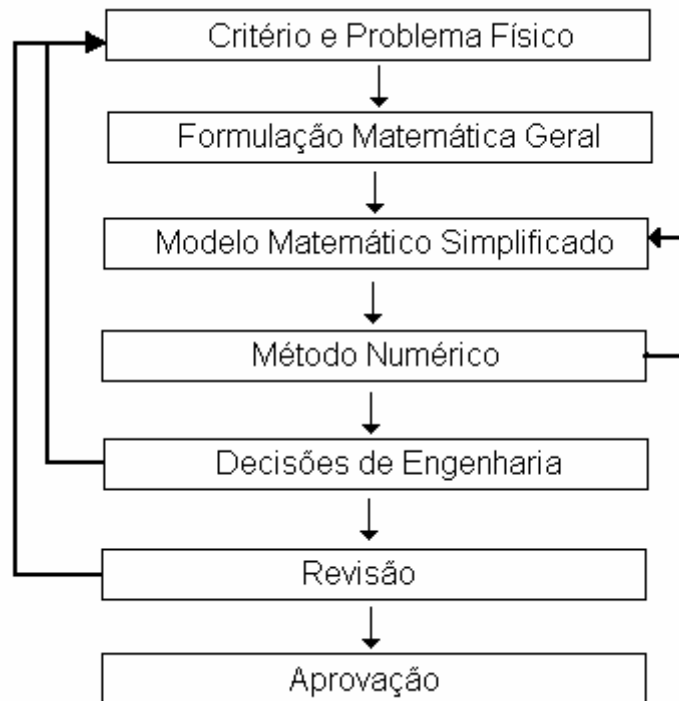 Critério e Problema Físico
Formulação Matemática Geral
Modelo Matemático Simplificado
Método Numérico
Decisões de Engenharia
Revisão
Aprovação